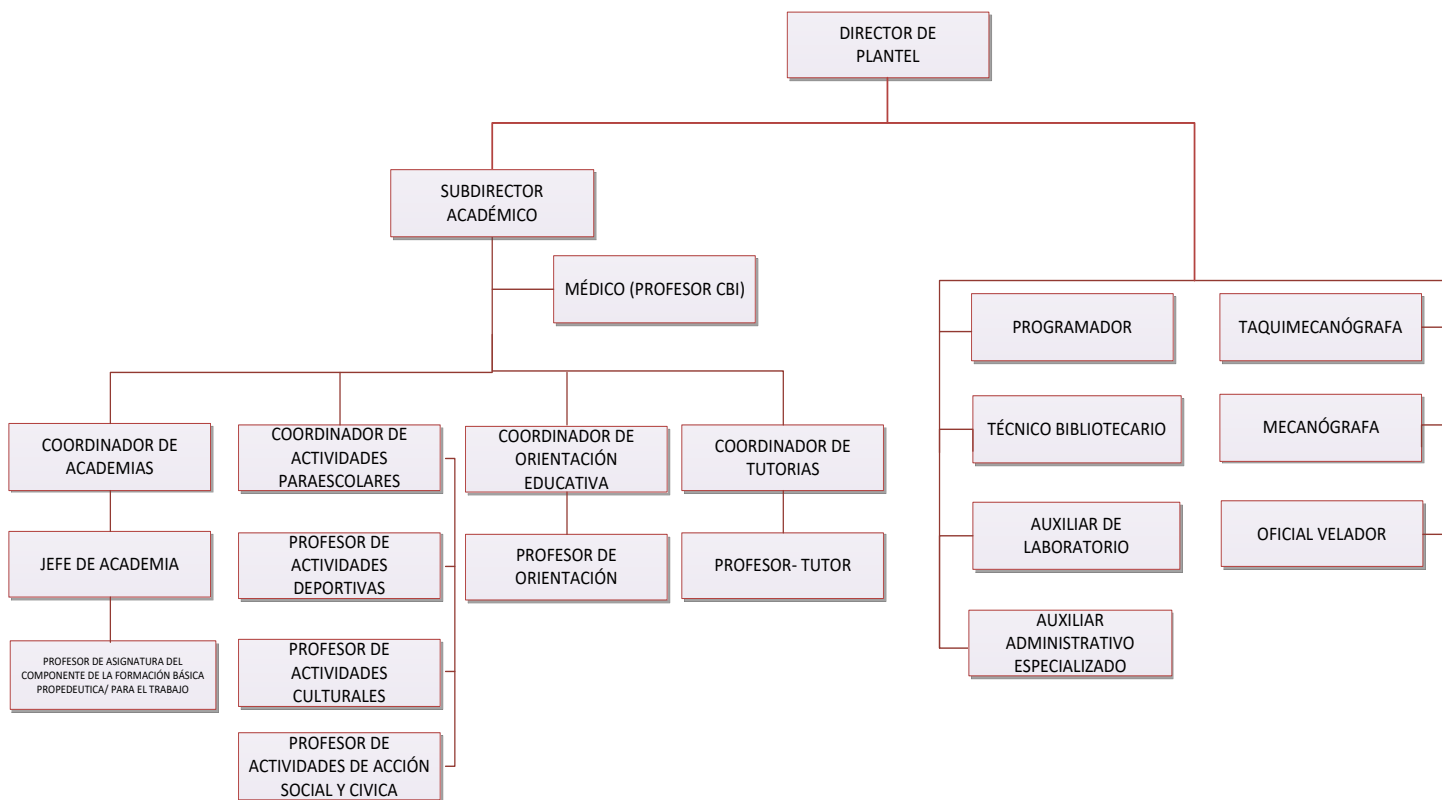 DIRECTOR DE
PLANTEL
SUBDIRECTOR
ACADÉMICO
MÉDICO (PROFESOR CBI)
PROGRAMADOR
TAQUIMECANÓGRAFA
TÉCNICO BIBLIOTECARIO
MECANÓGRAFA
AUXILIAR DE
LABORATORIO
OFICIAL VELADOR
AUXILIAR
ADMINISTRATIVO
ESPECIALIZADO
COORDINADOR DE
ACADEMIAS
COORDINADOR DE
ACTIVIDADES
PARAESCOLARES
COORDINADOR DE
ORIENTACIÓN
EDUCATIVA
COORDINADOR DE
TUTORIAS
JEFE DE ACADEMIA
PROFESOR DE
ACTIVIDADES
DEPORTIVAS
PROFESOR DE
ORIENTACIÓN
PROFESOR- TUTOR
PROFESOR DE ASIGNATURA DEL
COMPONENTE DE LA FORMACIÓN BÁSICA
PROPEDEUTICA/ PARA EL TRABAJO
PROFESOR DE
ACTIVIDADES
CULTURALES
PROFESOR DE
ACTIVIDADES DE ACCIÓN
SOCIAL Y CIVICA